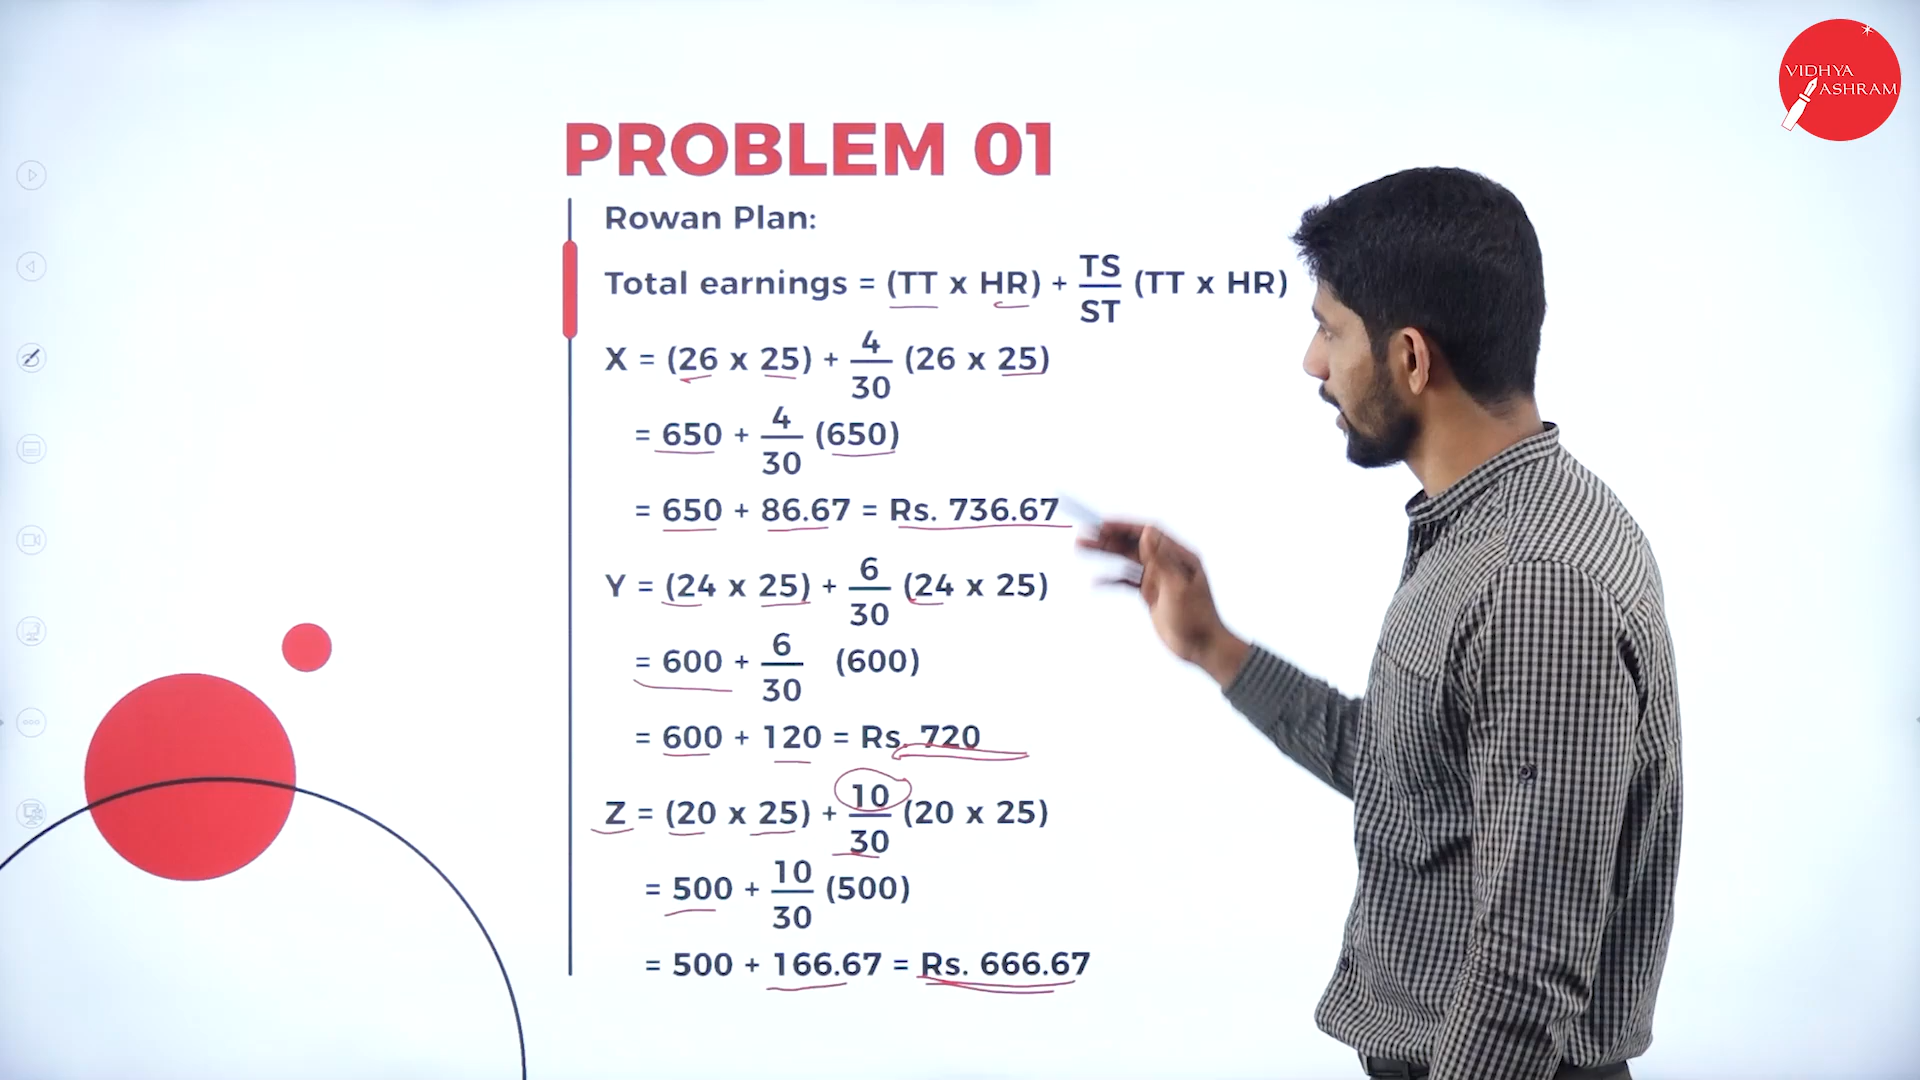 VIDHYA
ASHRAM
PROBLEM 01
Rowan Plan:
Total earnings = (TT x HR) + TS/ST (TT x HR)
X = (26 x 25) + 4/30 (26 x 25)
= 650 + 4/30 (650)
= 650 + 86.67 = Rs. 736.67
Y = (24 x 25) + 6/30 (24 x 25)
= 600 + 6/30 (600)
= 600 + 120 = Rs. 720
Z = (20 x 25) + 10/30 (20 x 25)
= 500 + 10/30 (500)
= 500 + 166.67 = Rs. 666.67